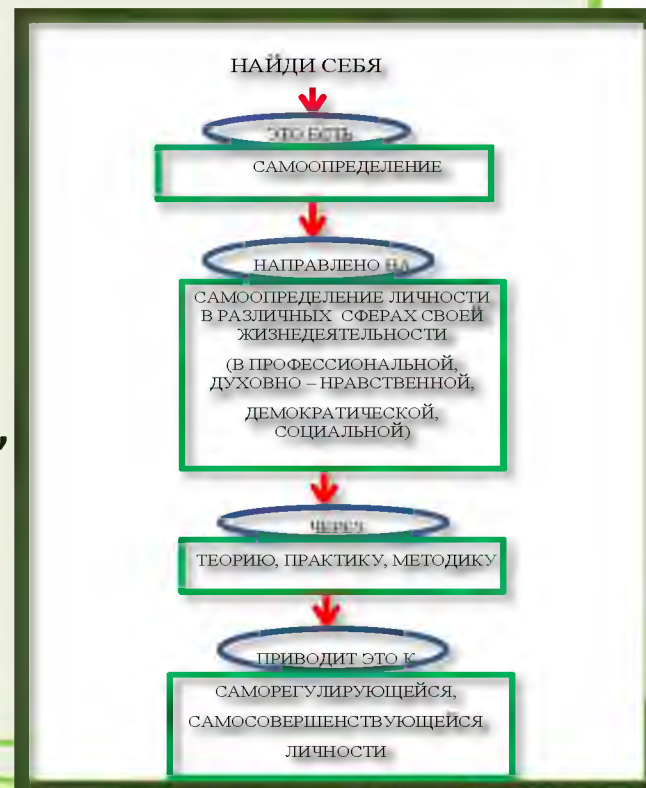 НАЙДИ СЕБЯ
ЭТО ЕСТЬ
САМООПРЕДЕЛЕНИЕ
НАПРАВЛЕНО НА
САМООПРЕДЕЛЕНИЕ ЛИЧНОСТИ
В РАЗЛИЧНЫХ СФЕРАХ СВОЕЙ
ЖИЗНЕДЕЯТЕЛЬНОСТИ
(В ПРОФЕССИОНАЛЬНОЙ,
ДУХОВНО – НРАВСТВЕННОЙ,
ДЕМОКРАТИЧЕСКОЙ,
СОЦИАЛЬНОЙ)
ЧЕРЕЗ
ТЕОРИЮ, ПРАКТИКУ, МЕТОДИКУ
ПРИВОДИТ ЭТО К
САМОРЕГУЛИРУЮЩЕЙСЯ,
САМОСОВЕРШЕНСТВУЮЩЕЙСЯ
ЛИЧНОСТИ